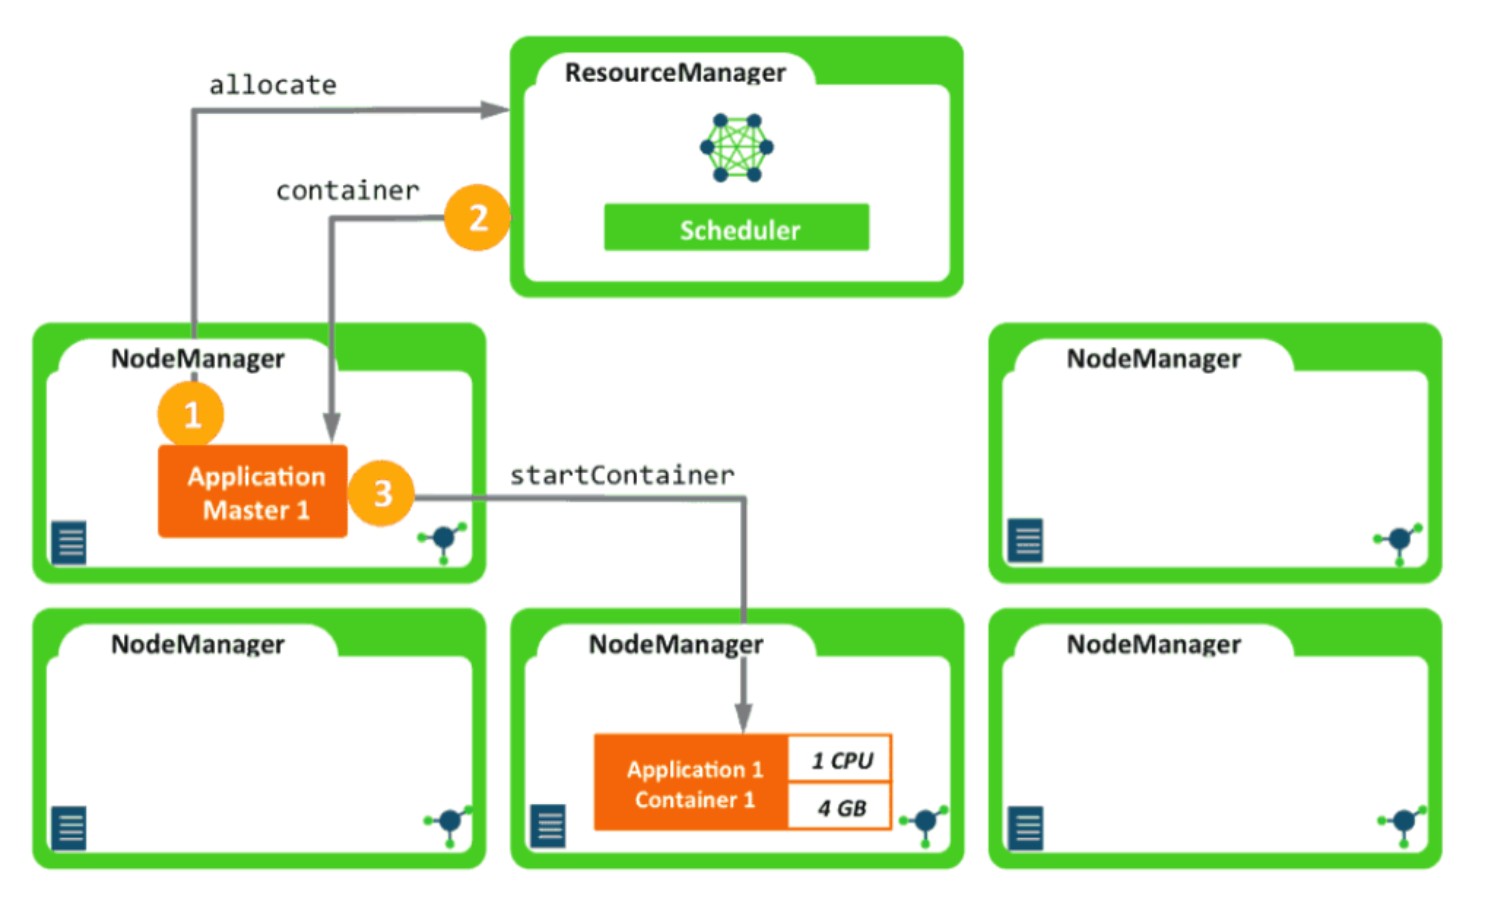 allocate
ResourceManager
container
2
Scheduler
NodeManager
1
Application
Master 1
3
startContainer
NodeManager
NodeManager
NodeManager
Application 1
Container 1
1 CPU
4 GB
NodeManager